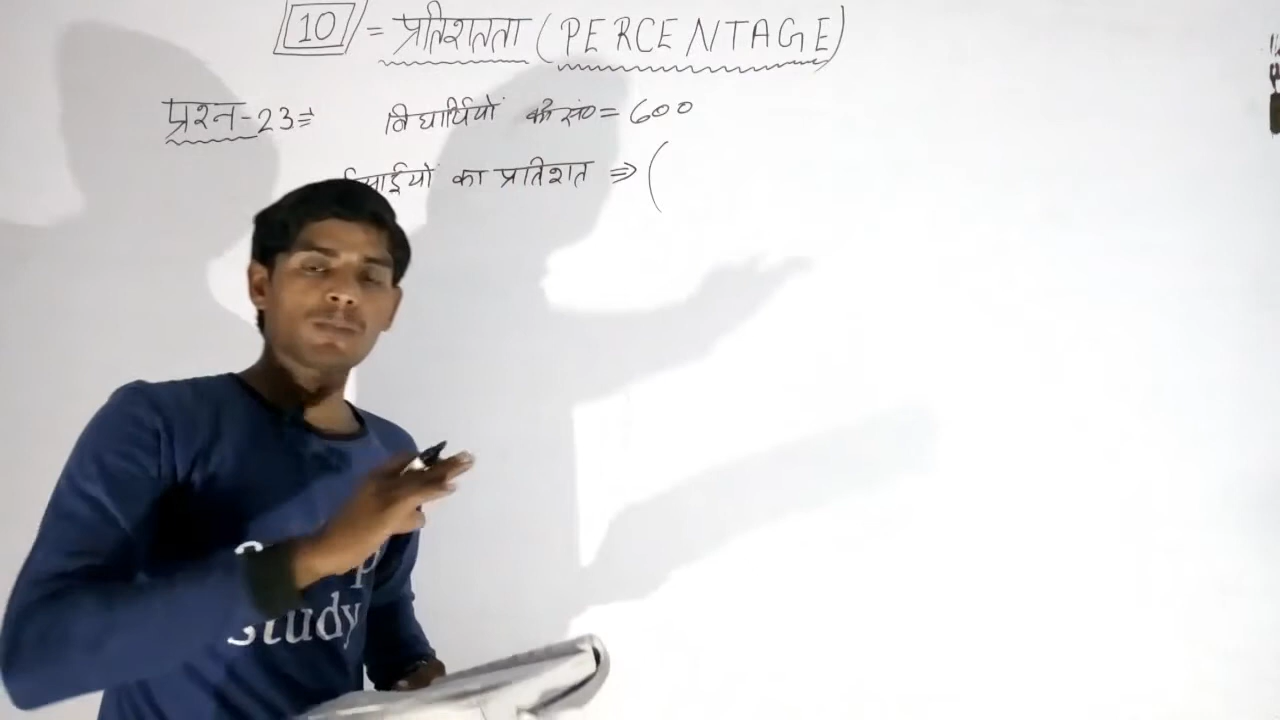 10 = प्रतिशतता (PERCENTAGE)
प्रश्न-23⇒ विद्यार्थियों की सं० = 600
का प्रतिशत ⇒ (
study